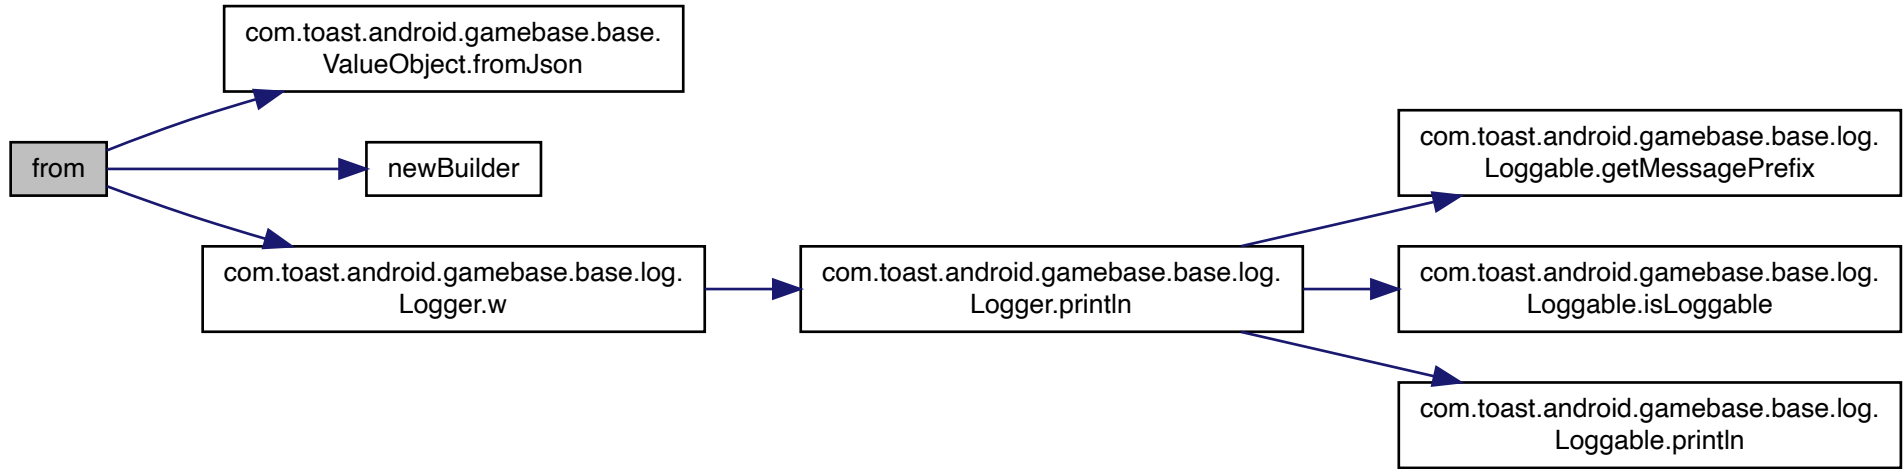 from
com.toast.android.gamebase.base.
ValueObject.fromJson
newBuilder
com.toast.android.gamebase.base.log.
Logger.w
com.toast.android.gamebase.base.log.
Logger.println
com.toast.android.gamebase.base.log.
Loggable.getMessagePrefix
com.toast.android.gamebase.base.log.
Loggable.isLoggable
com.toast.android.gamebase.base.log.
Loggable.println